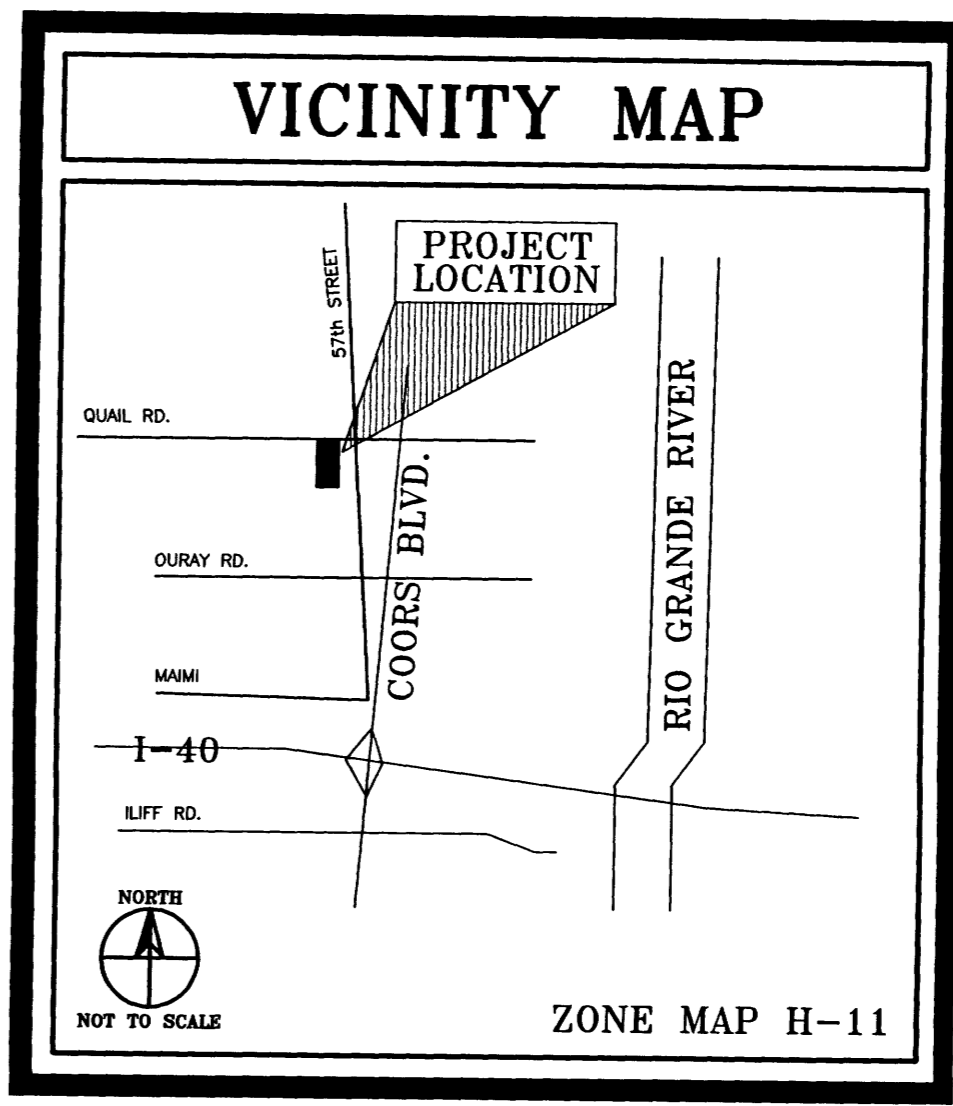 VICINITY MAP
PROJECT
LOCATION
57th STREET
QUAIL RD.
COORS BLVD.
RIO GRANDE RIVER
OURAY RD.
MAIMI
I-40
ILIFF RD.
NORTH
NOT TO SCALE
ZONE MAP H-11